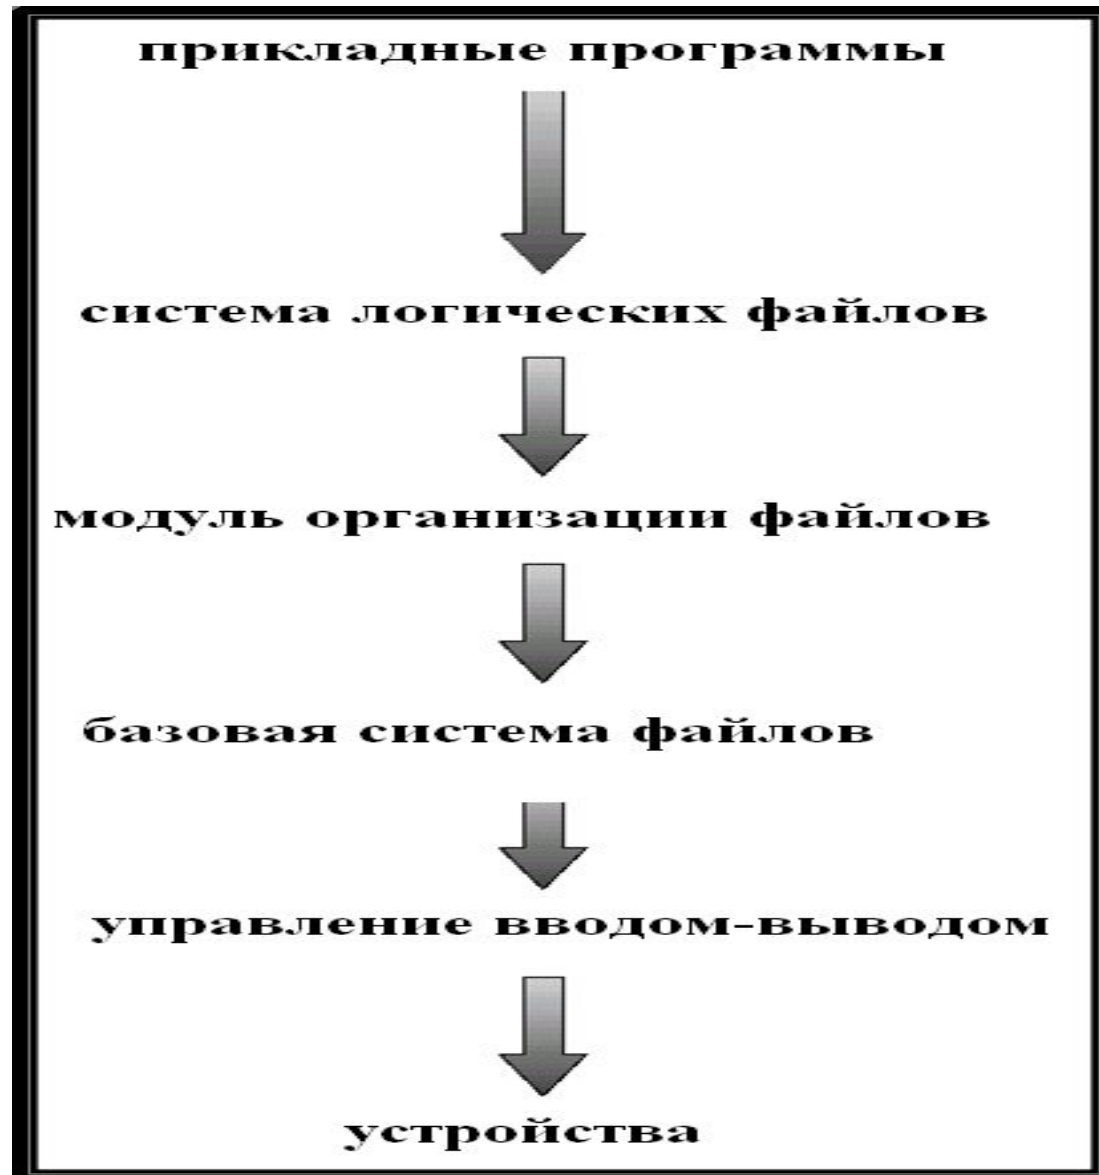 прикладные программы
система логических файлов
модуль организации файлов
базовая система файлов
управление вводом-выводом
устройства